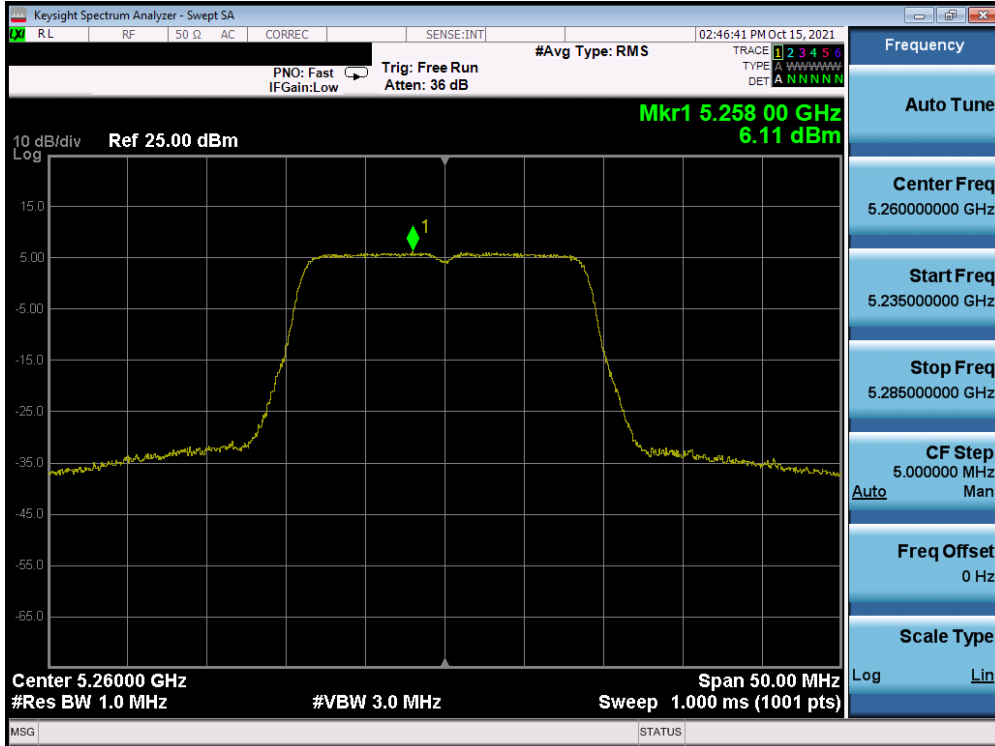 Keysight Spectrum Analyzer - Swept SA
LXI RL RF 50 Ω AC CORREC SENSE:INT 02:46:41 PM Oct 15, 2021
#Avg Type: RMS
TRACE 1 2 3 4 5 6
PNO: Fast Trig: Free Run
TYPE A WWWWW
IFGain:Low Atten: 36 dB
DET A N N N N N
Mkr1 5.258 00 GHz
6.11 dBm
10 dB/div Ref 25.00 dBm
Log
1
15.0
5.00
-5.00
-15.0
-25.0
-35.0
-45.0
-55.0
-65.0
Center 5.26000 GHz Span 50.00 MHz
#Res BW 1.0 MHz #VBW 3.0 MHz Sweep 1.000 ms (1001 pts)
MSG STATUS
Frequency
Auto Tune
Center Freq
5.260000000 GHz
Start Freq
5.235000000 GHz
Stop Freq
5.285000000 GHz
CF Step
5.000000 MHz
Auto Man
Freq Offset
0 Hz
Scale Type
Log Lin